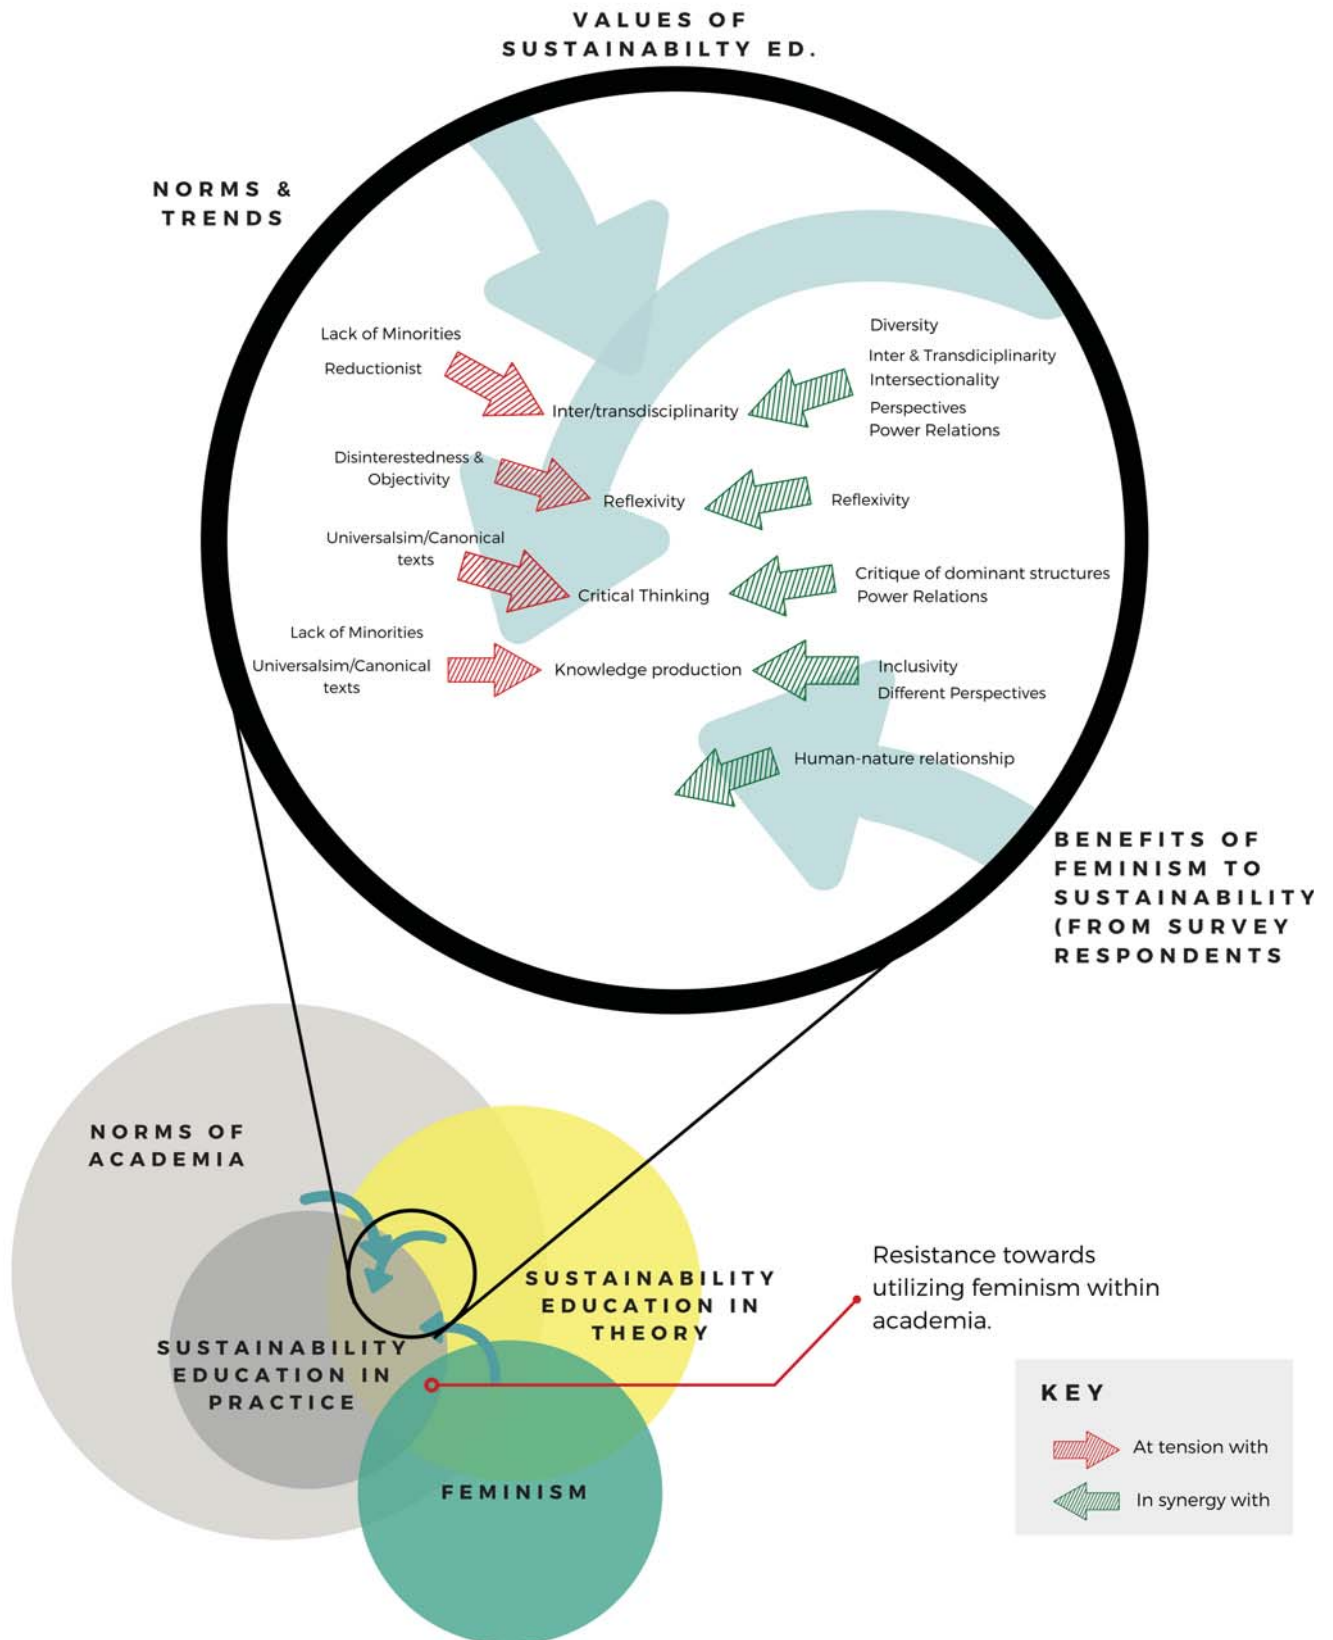 VALUES OF
SUSTAINABILTY ED.
NORMS &
TRENDS
Lack of Minorities
Reductionist
Diversity
Inter & Transdiciplinarity
Intersectionality
Perspectives
Power Relations
Inter/transdisciplinarity
Disinterestedness &
Objectivity
Reflexivity
Reflexivity
Universalsim/Canonical
texts
Critical Thinking
Critique of dominant structures
Power Relations
Lack of Minorities
Universalsim/Canonical
texts
Knowledge production
Inclusivity
Different Perspectives
Human-nature relationship
BENEFITS OF
FEMINISM TO
SUSTAINABILITY
(FROM SURVEY
RESPONDENTS
NORMS OF
ACADEMIA
SUSTAINABILITY
EDUCATION IN
THEORY
SUSTAINABILITY
EDUCATION IN
PRACTICE
FEMINISM
Resistance towards
utilizing feminism within
academia.
KEY
At tension with
In synergy with